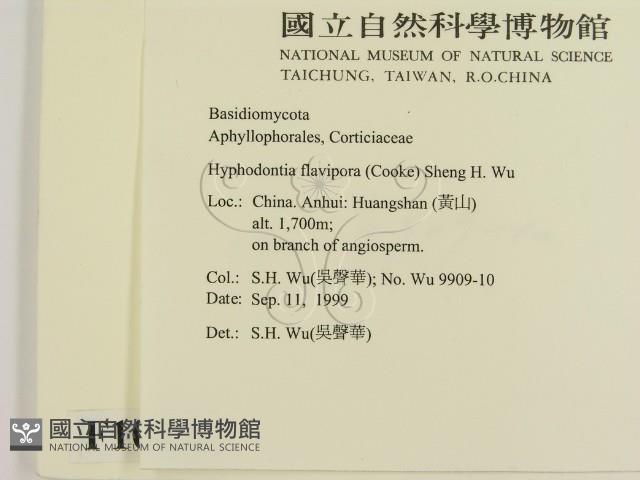 國立自然科學博物館
NATIONAL MUSEUM OF NATURAL SCIENCE
TAICHUNG, TAIWAN, R.O.CHINA
Basidiomycota
Aphyllophorales, Corticiaceae
Hyphodontia flavipora (Cooke) Sheng H. Wu
Loc.: China. Anhui: Huangshan (黃山)
alt. 1,700m;
on branch of angiosperm.
Col.: S.H. Wu(吳聲華); No. Wu 9909-10
Date: Sep. 11, 1999
Det.: S.H. Wu(吳聲華)
國立自然科學博物館
NATIONAL MUSEUM OF NATURAL SCIENCE